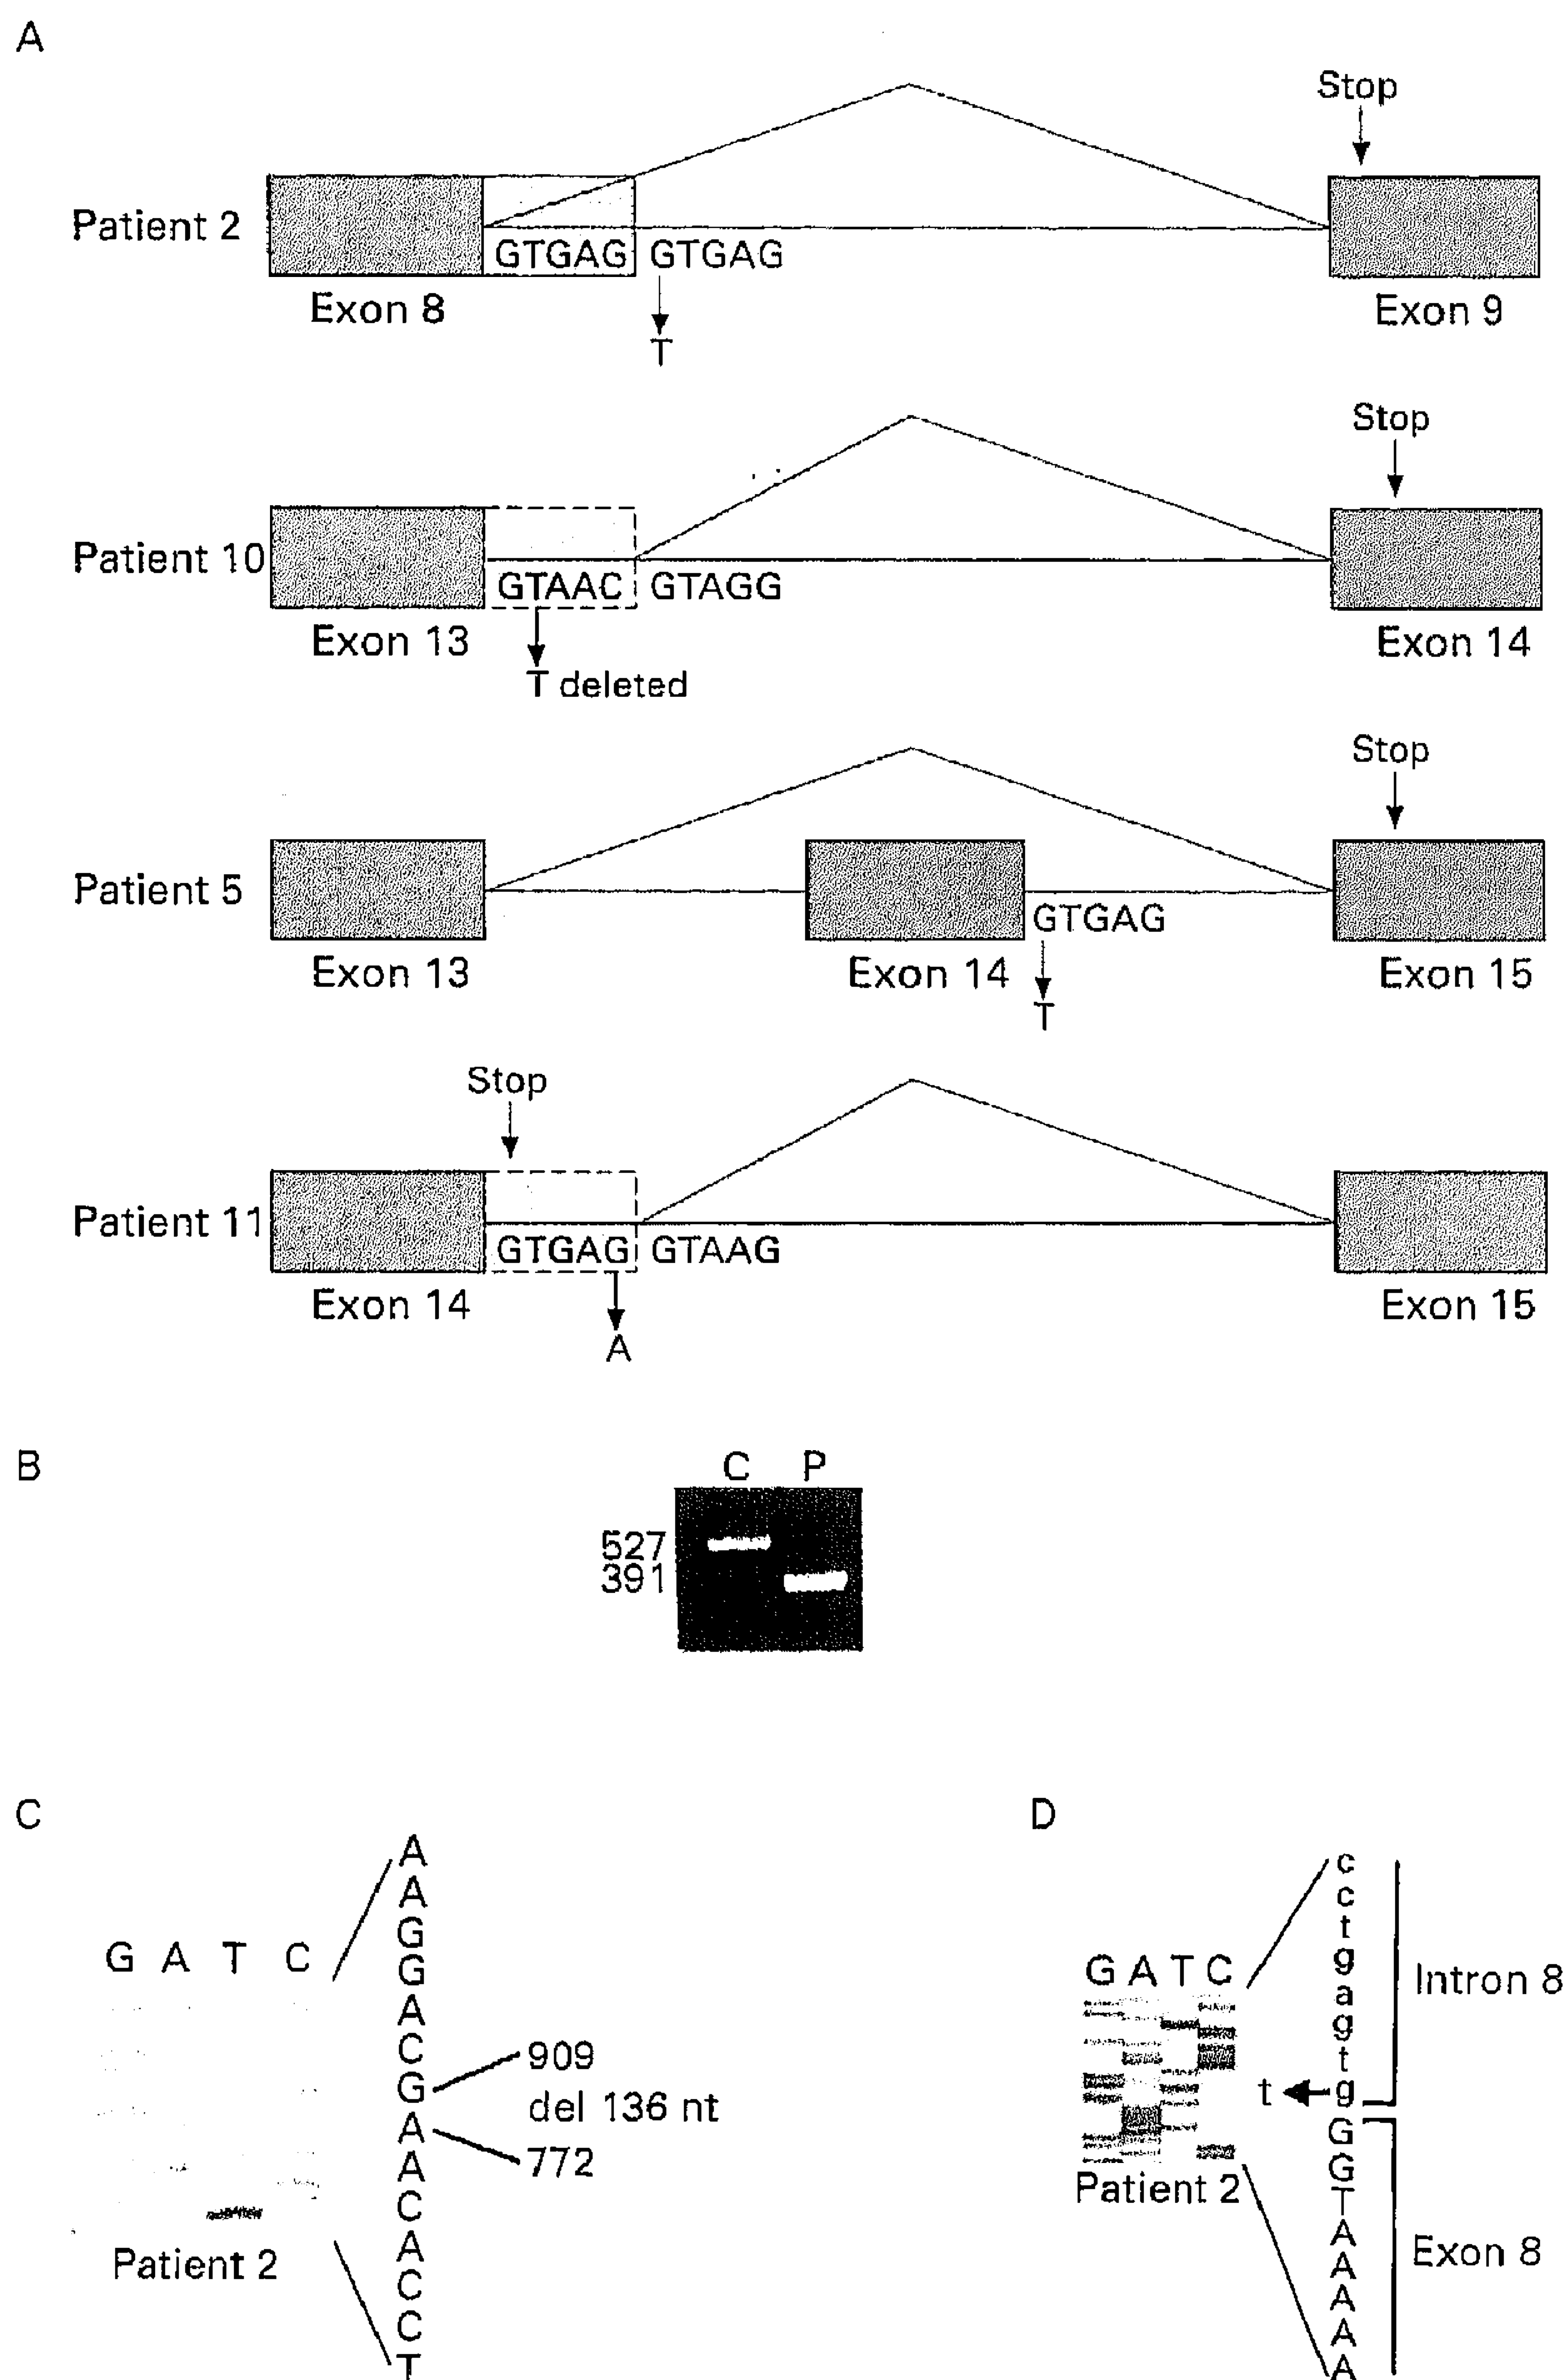 A
Stop
Patient 2
GTGAG GTGAG
Exon 8
Exon 9
T
Stop
Patient 10
GTAAC GTAGG
Exon 13
Exon 14
T deleted
Stop
Patient 5
GTGAG
Exon 13
Exon 14
Exon 15
T
Stop
Patient 11
GTGAG GTAAG
Exon 14
Exon 15
A
B
C P
527
391
C
G A T C
A
A
G
G
A
C
G
A
A
C
A
C
C
T
909
del 136 nt
772
Patient 2
D
G A T C
c
c
t
g
a
g
t
g
t
G
G
T
A
A
A
A
A
Intron 8
Exon 8
Patient 2